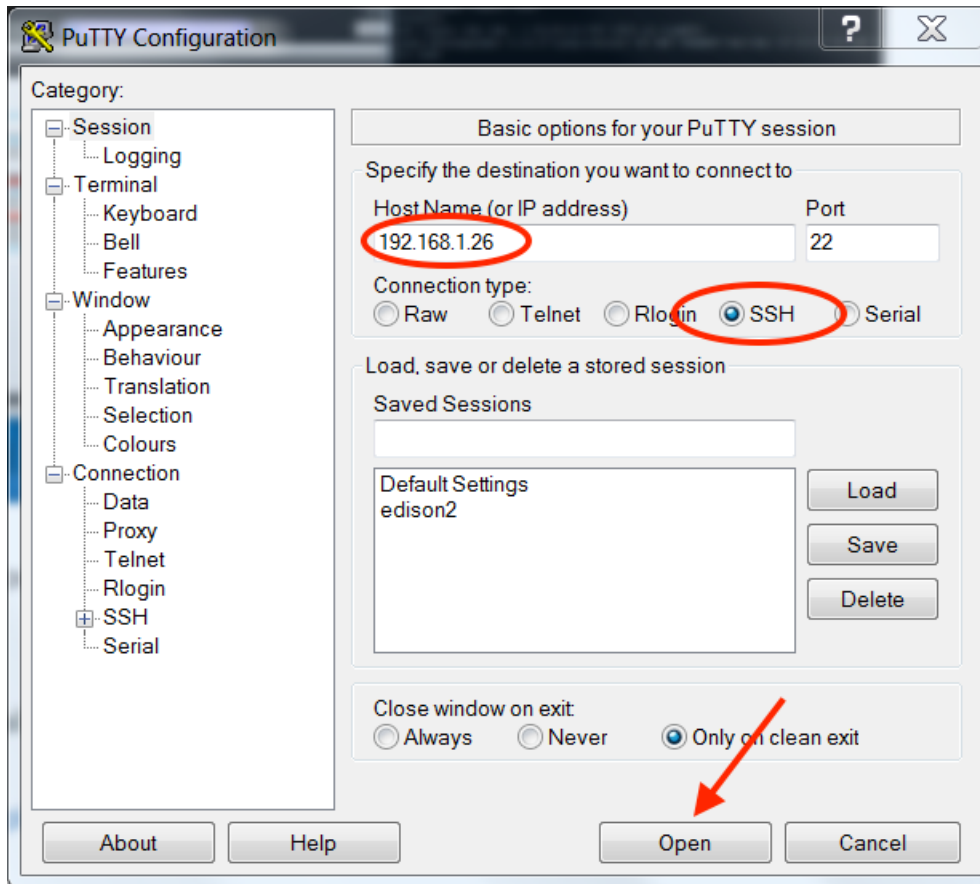 PuTTY Configuration
?
Category:
Session
Logging
Terminal
Keyboard
Bell
Features
Window
Appearance
Behaviour
Translation
Selection
Colours
Connection
Data
Proxy
Telnet
Rlogin
SSH
Serial
Basic options for your PuTTY session
Specify the destination you want to connect to
Host Name (or IP address) Port
192.168.1.26 22
Connection type:
Raw Telnet Rlogin SSH Serial
Load, save or delete a stored session
Saved Sessions
Default Settings
edison2
Load
Save
Delete
Close window on exit:
Always Never Only on clean exit
About Help Open Cancel